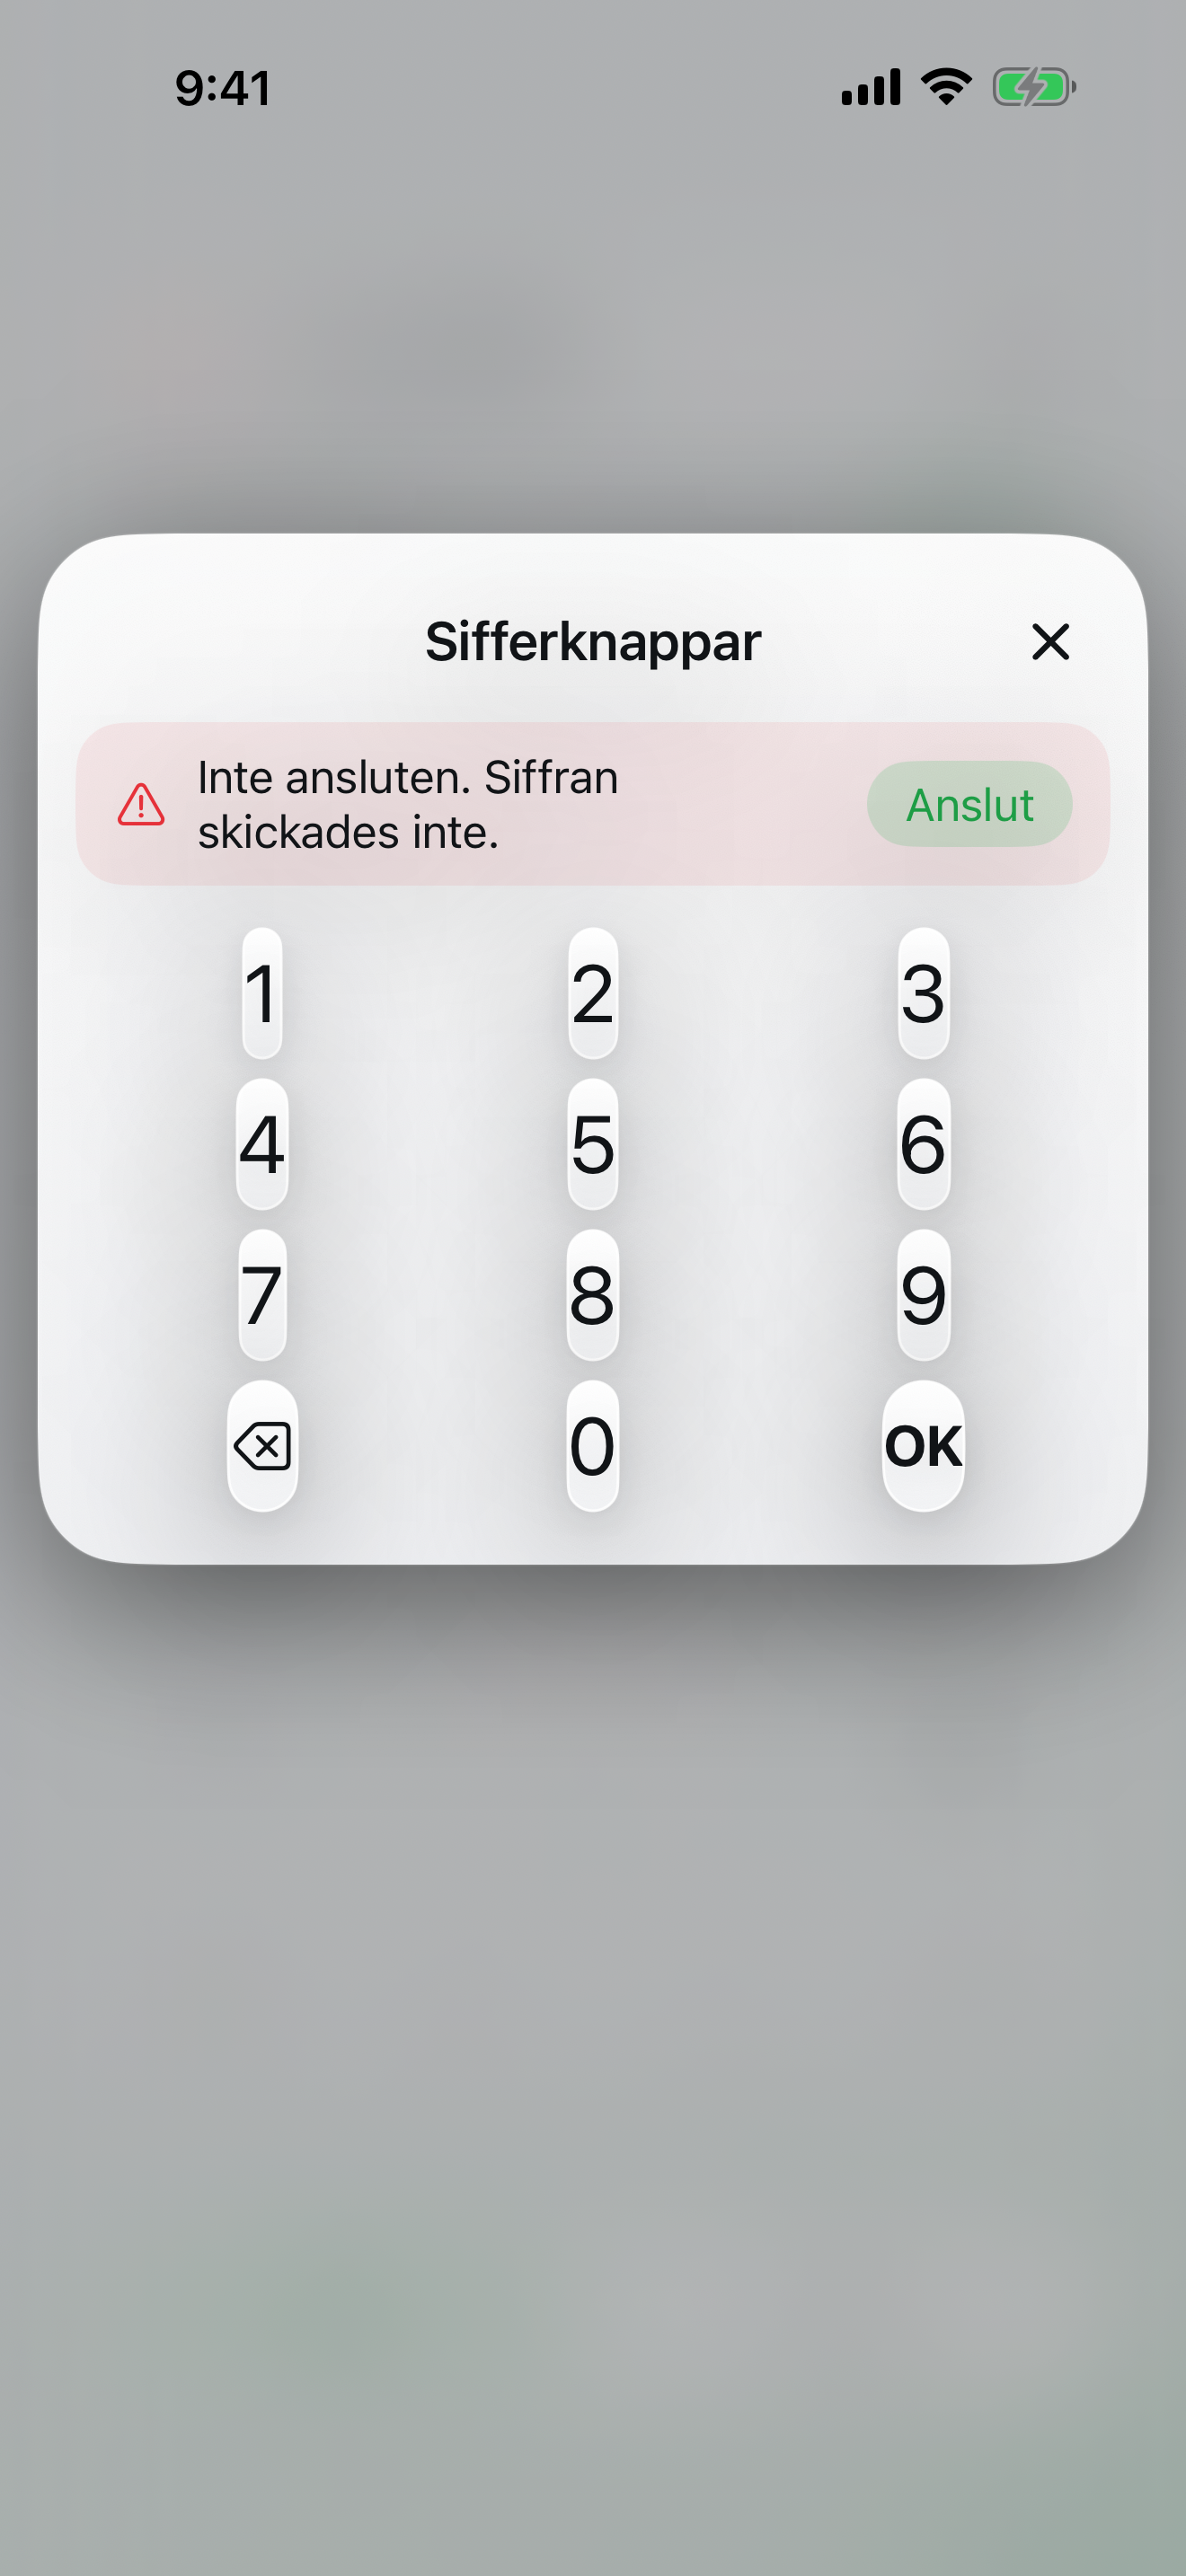 9:41
Sifferknappar
Inte ansluten. Siffran
skickades inte.
Anslut
1 2 3
4 5 6
7 8 9
0 OK